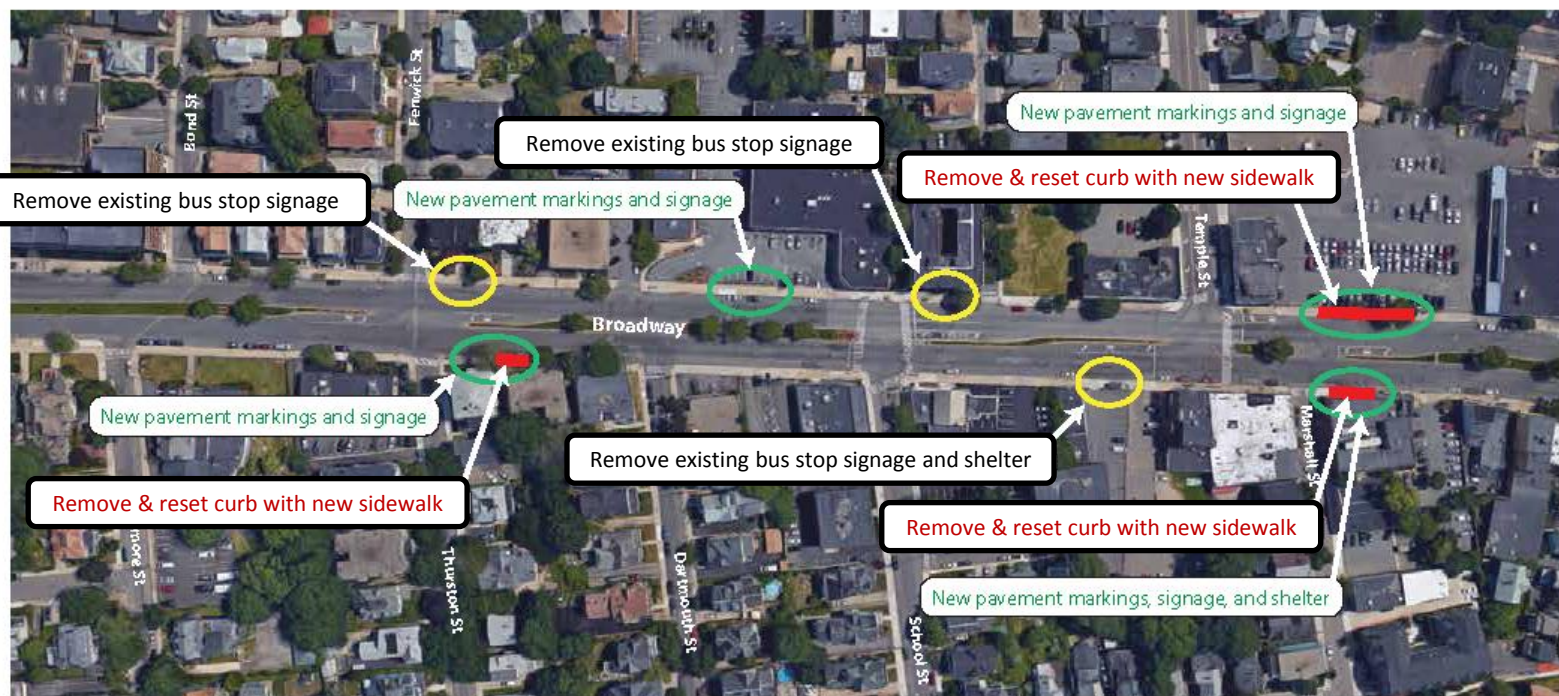 Bond St
Fenwick St
New pavement markings and signage
Remove existing bus stop signage
Remove & reset curb with new sidewalk
Remove existing bus stop signage
New pavement markings and signage
Temple St
Broadway
New pavement markings and signage
Remove existing bus stop signage and shelter
Marshall St
Remove & reset curb with new sidewalk
Remove & reset curb with new sidewalk
more St
Thurston St
Dartmouth St
School St
New pavement markings, signage, and shelter